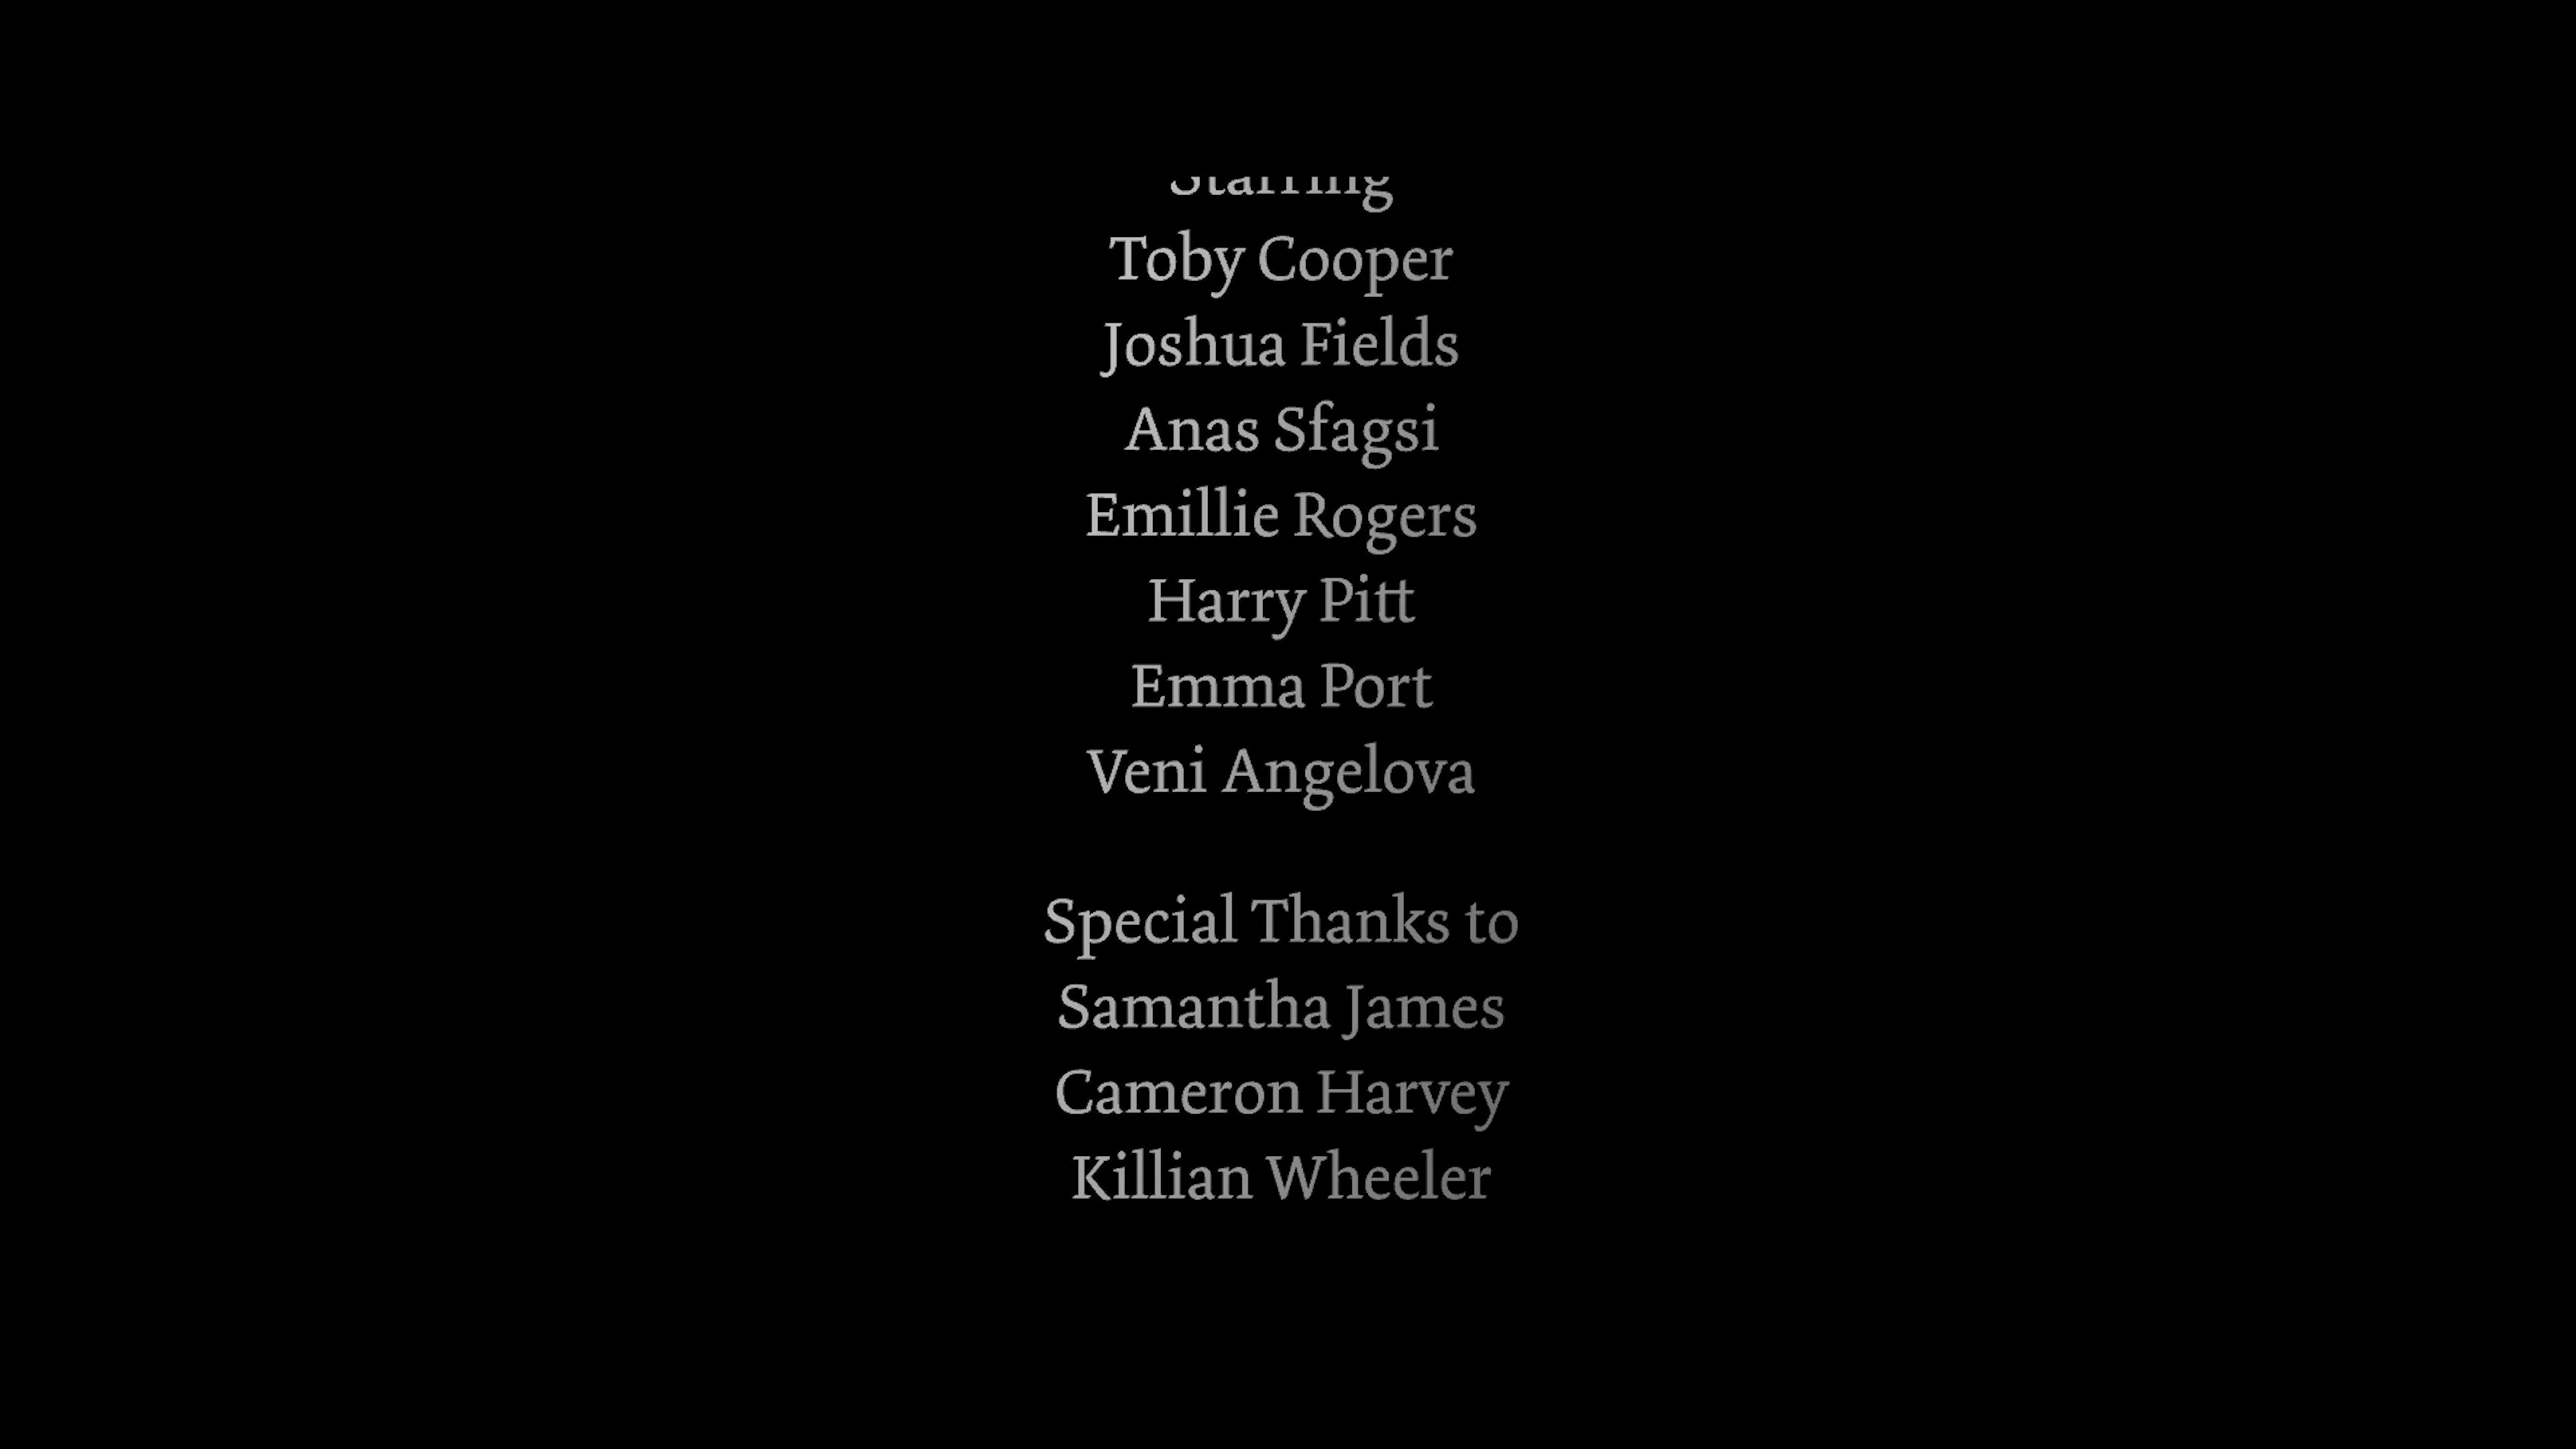 Starring
Toby Cooper
Joshua Fields
Anas Sfagsi
Emillie Rogers
Harry Pitt
Emma Port
Veni Angelova
Special Thanks to
Samantha James
Cameron Harvey
Killian Wheeler